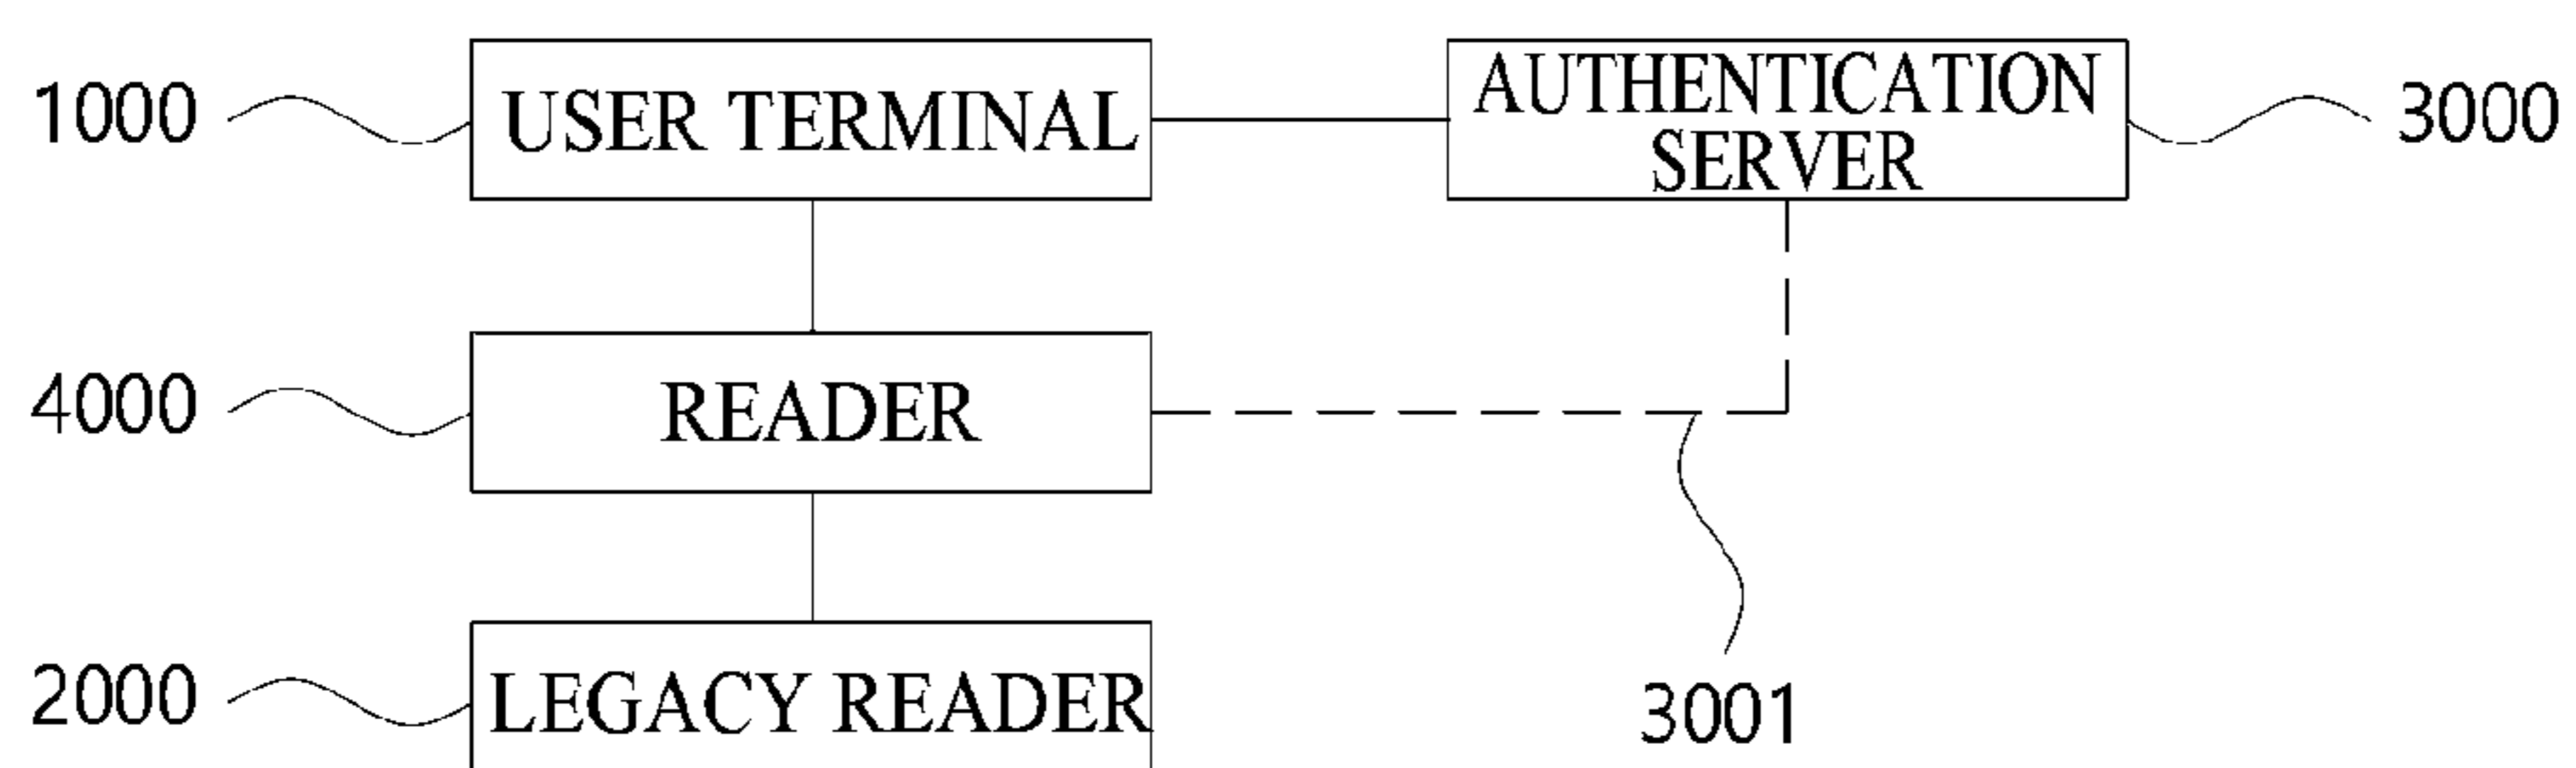 1000
USER TERMINAL
AUTHENTICATION
SERVER
3000
4000
READER
2000
LEGACY READER
3001